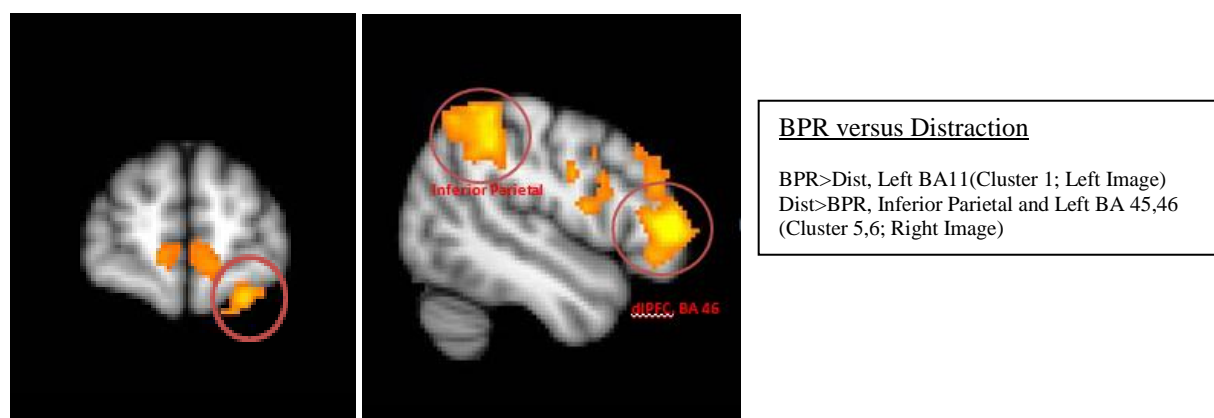 Inferior Parietal
dlPFC, BA 46
BPR versus Distraction
BPR>Dist, Left BA11(Cluster 1; Left Image)
Dist>BPR, Inferior Parietal and Left BA 45,46
(Cluster 5,6; Right Image)